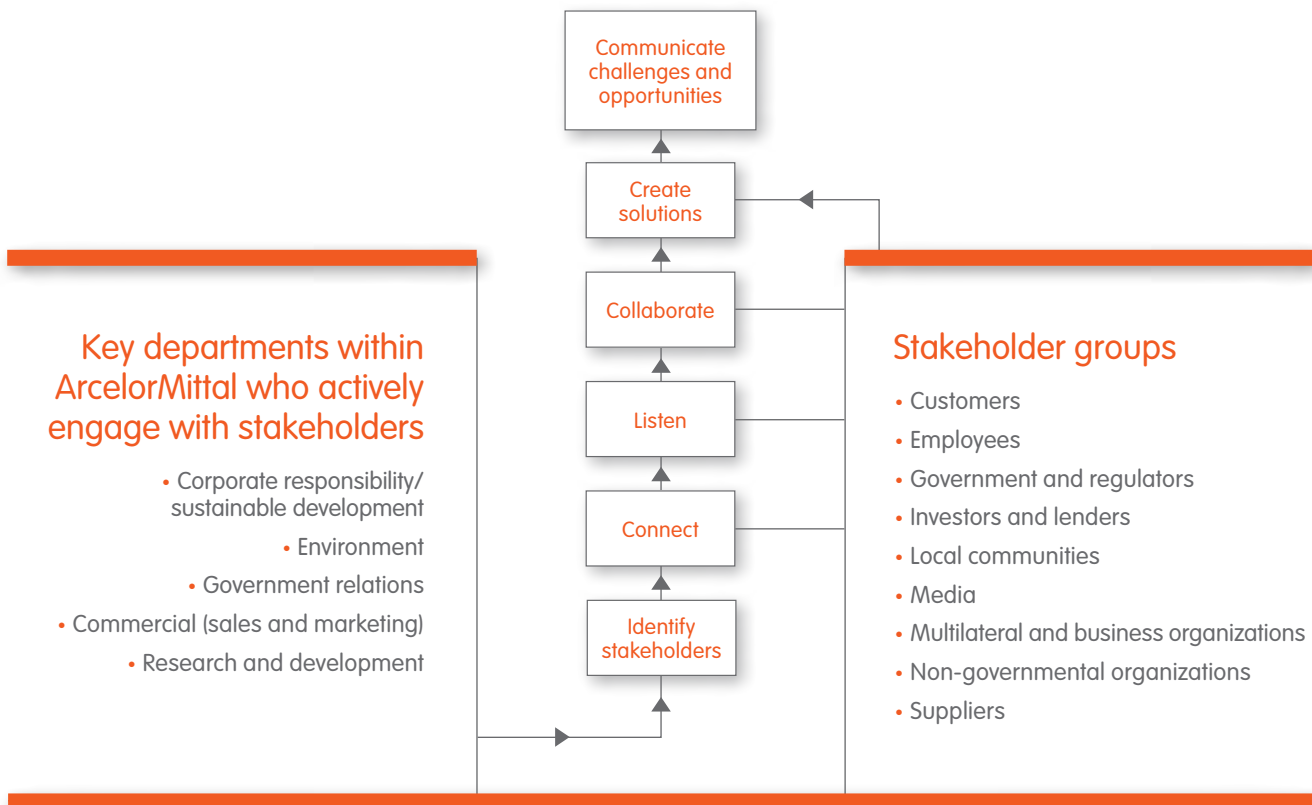 Communicate
challenges and
opportunities
Create
solutions
Collaborate
Listen
Connect
Identify
stakeholders
Key departments within
ArcelorMittal who actively
engage with stakeholders
• Corporate responsibility/
sustainable development
• Environment
• Government relations
• Commercial (sales and marketing)
• Research and development
Stakeholder groups
• Customers
• Employees
• Government and regulators
• Investors and lenders
• Local communities
• Media
• Multilateral and business organizations
• Non-governmental organizations
• Suppliers